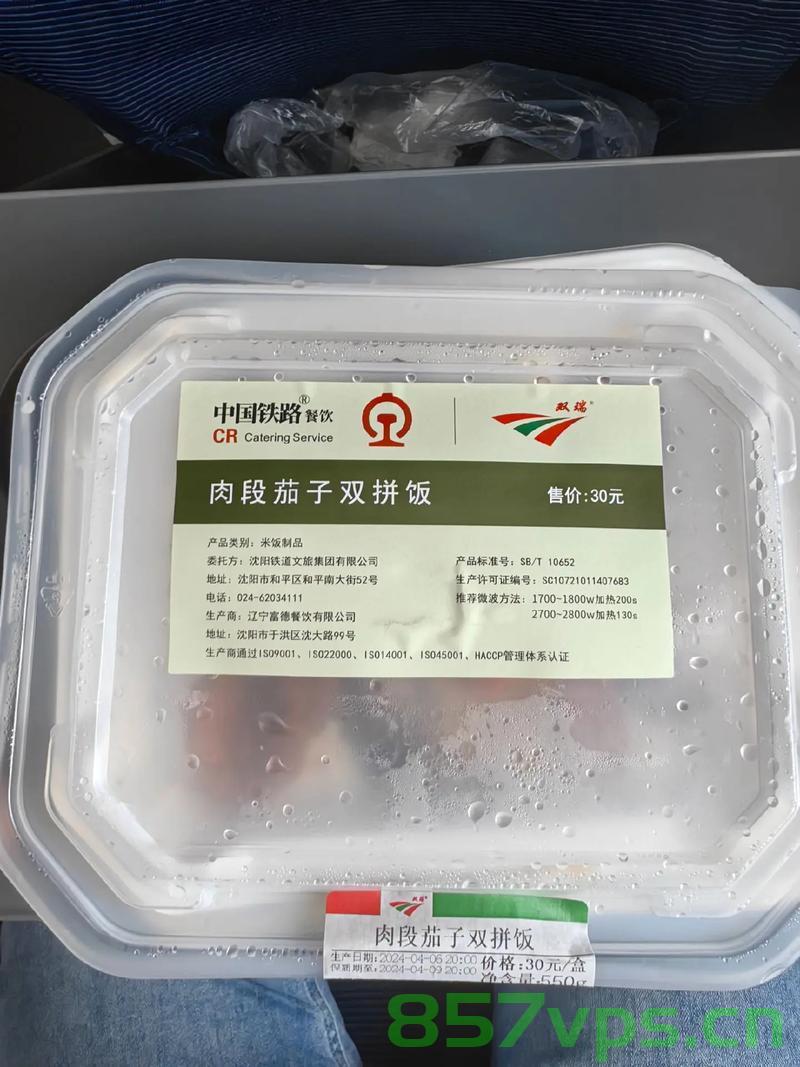 中国铁路® 餐饮
CR Catering Service
双瑞®
肉段茄子双拼饭
售价:30元
产品类别: 米饭制品
委托方: 沈阳铁道文旅集团有限公司
地址: 沈阳市和平区和平南大街52号
电话: 024-62034111
生产商: 辽宁富德餐饮有限公司
地址: 沈阳市于洪区沈大路99号
生产商通过ISO9001、ISO22000、ISO14001、ISO45001、HACCP管理体系认证
产品标准号: SB/T 10652
生产许可证编号: SC10721011407683
推荐微波方法: 1700~1800w加热200s
2700~2800w加热130s
双瑞
肉段茄子双拼饭
生产日期: 2024-04-06 20:00
保质期至: 2024-04-09 20:00
价格:30元/盒
净含量:550g
857vps.cn